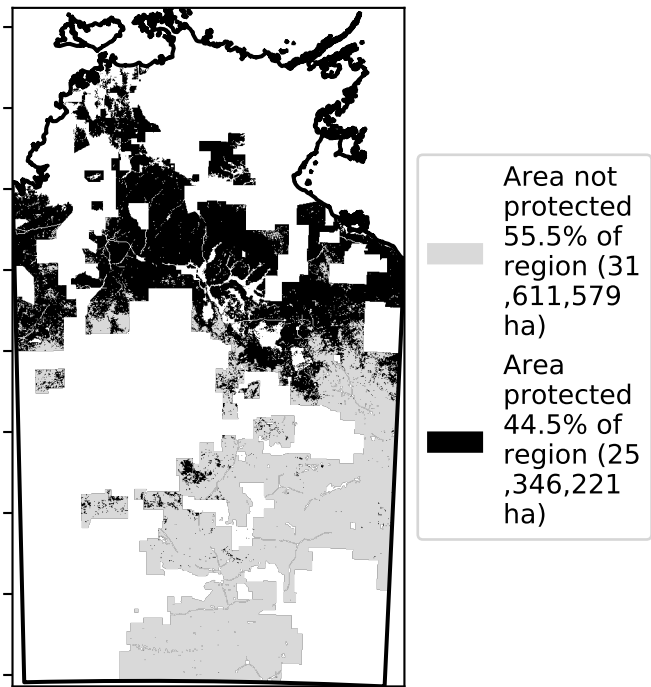 Area not
protected
55.5% of
region (31
,611,579
ha)
Area
protected
44.5% of
region (25
,346,221
ha)